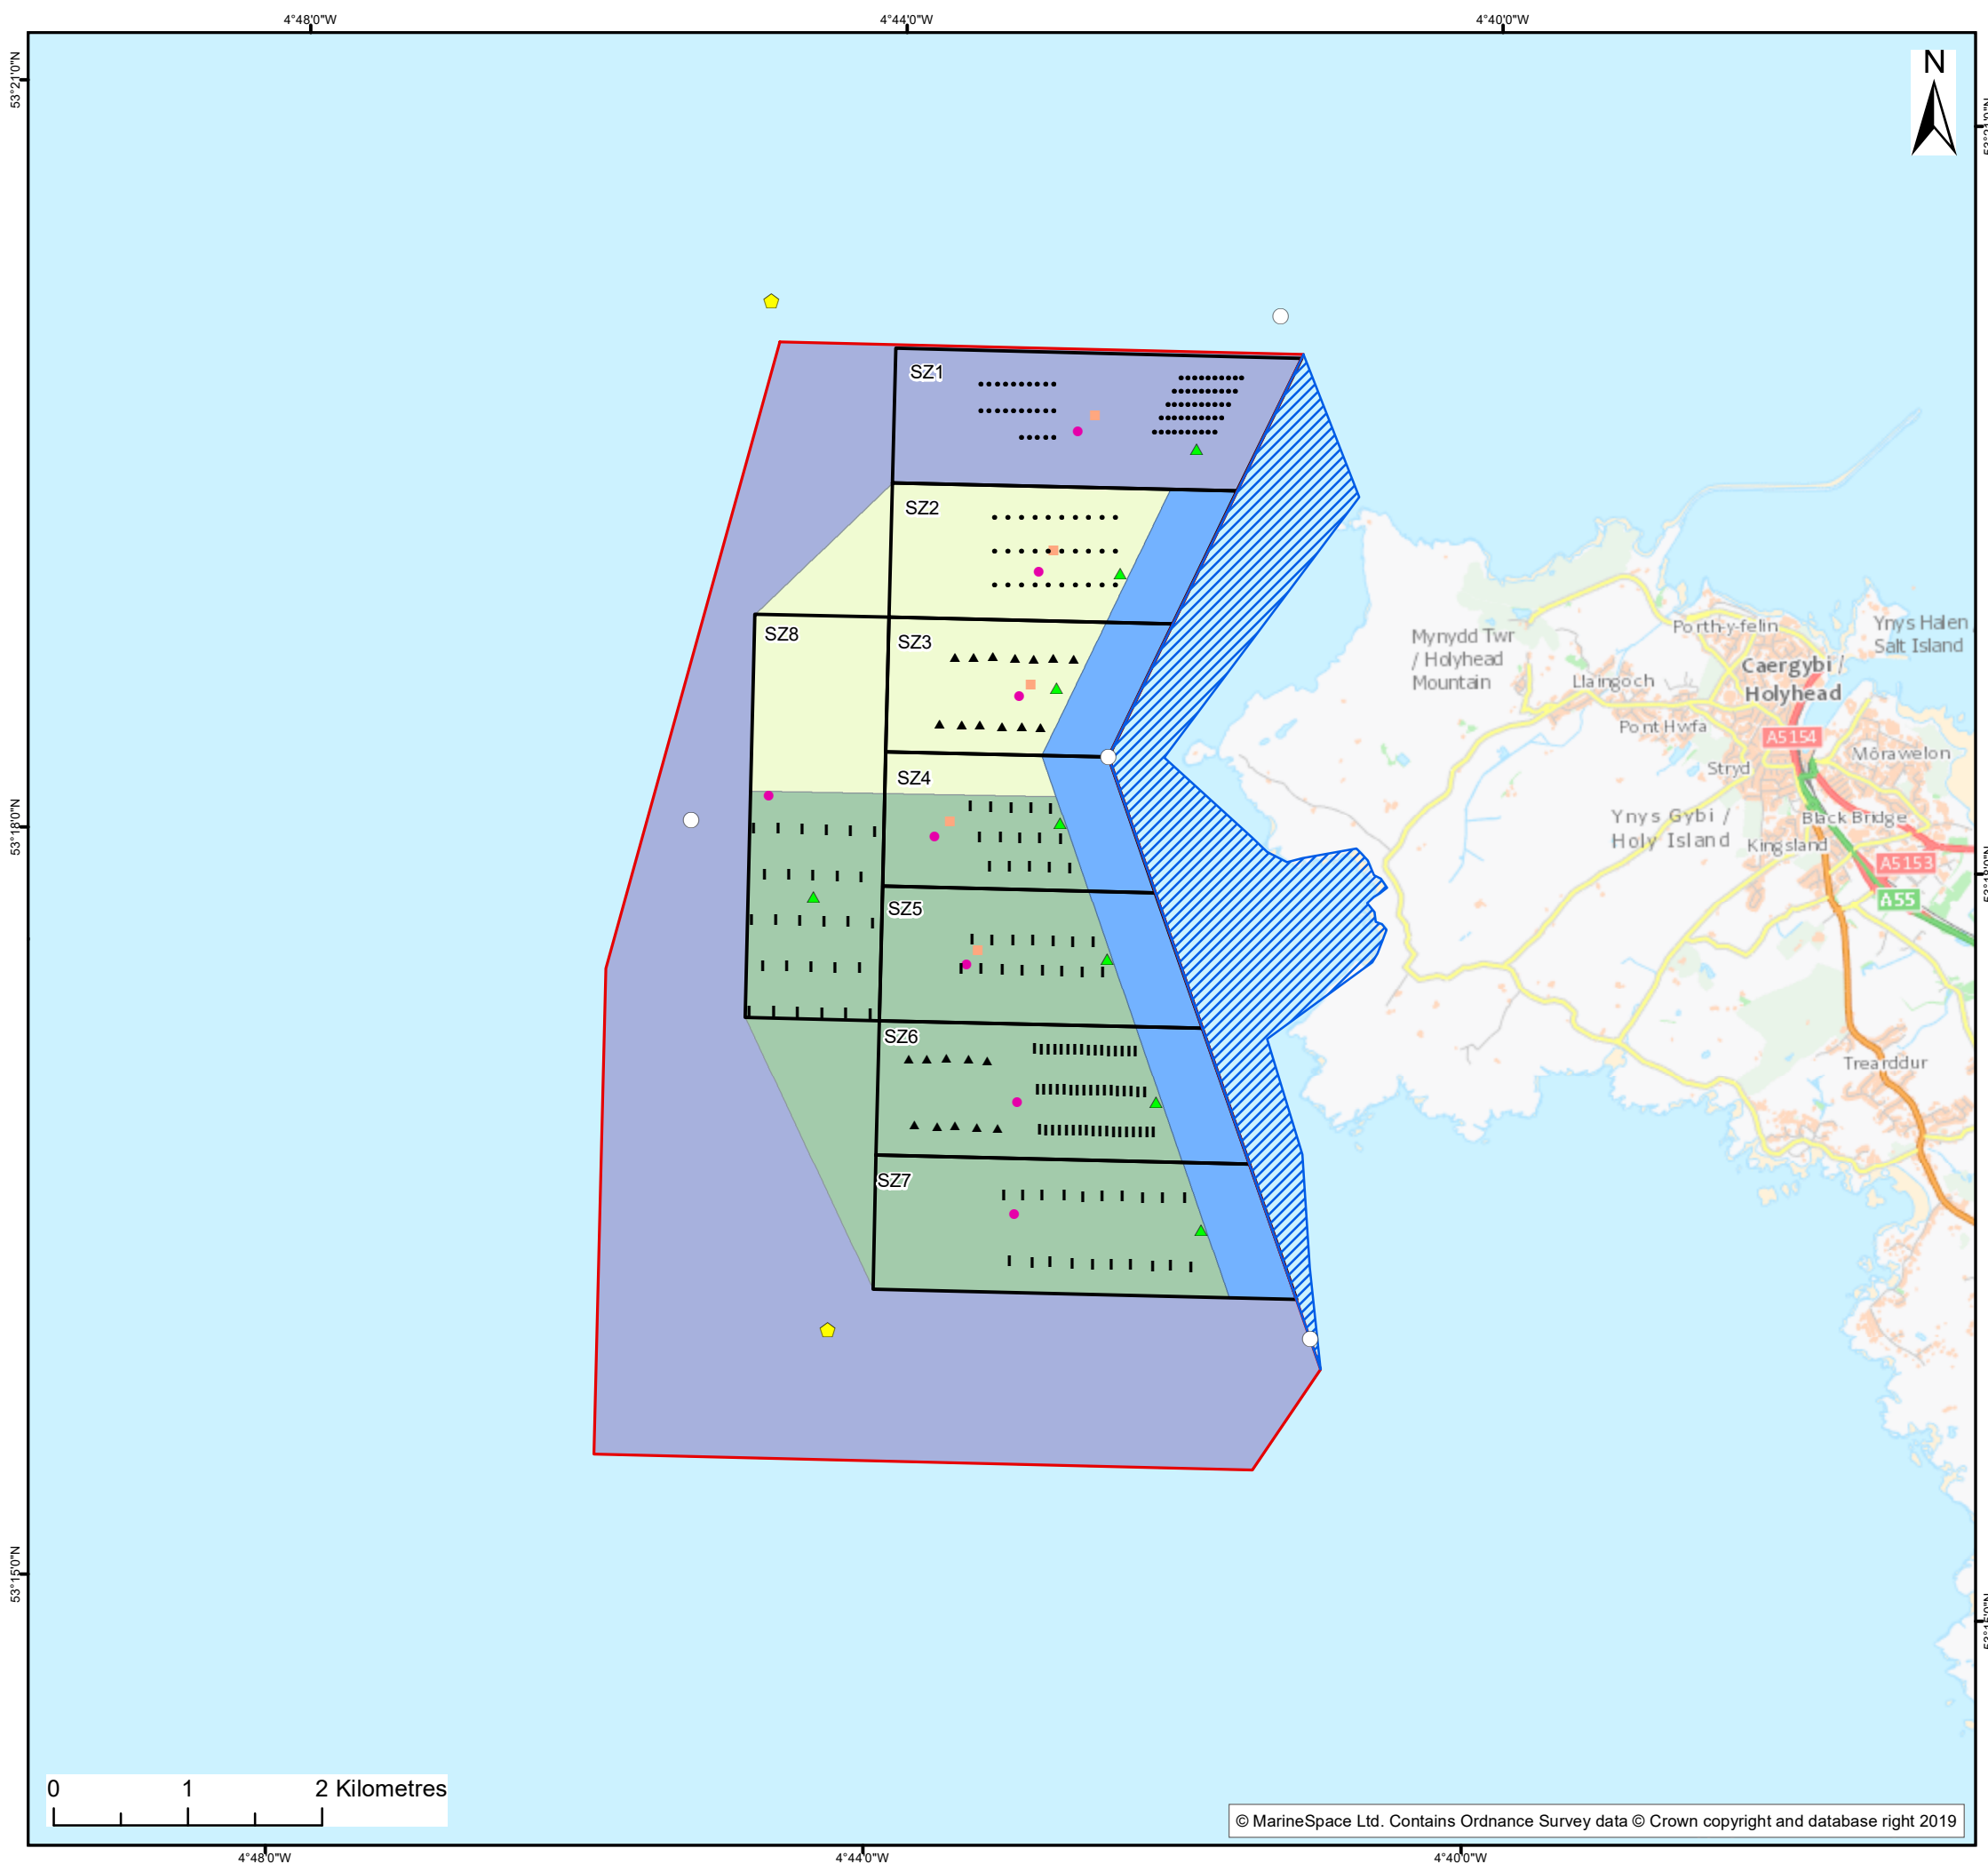 4°48'0"W
4°44'0"W
4°40'0"W
53°21'0"N
N
SZ1
SZ2
Mynydd Twr
/ Holyhead
Mountain
Porth-y-felin
Ynys Halen
Salt Island
SZ8
SZ3
Caergybi /
Holyhead
Llaingoch
Pont Hwfa
A5154
Môrawelon
Stryd
SZ4
53°18'0"N
Ynys Gybi /
Holy Island
Black Bridge
Kingsland
A5153
A55
53°18'0"N
SZ5
SZ6
Trearddur
SZ7
53°15'0"N
0 1 2 Kilometres
© MarineSpace Ltd. Contains Ordnance Survey data © Crown copyright and database right 2019
4°48'0"W
4°44'0"W
4°40'0"W